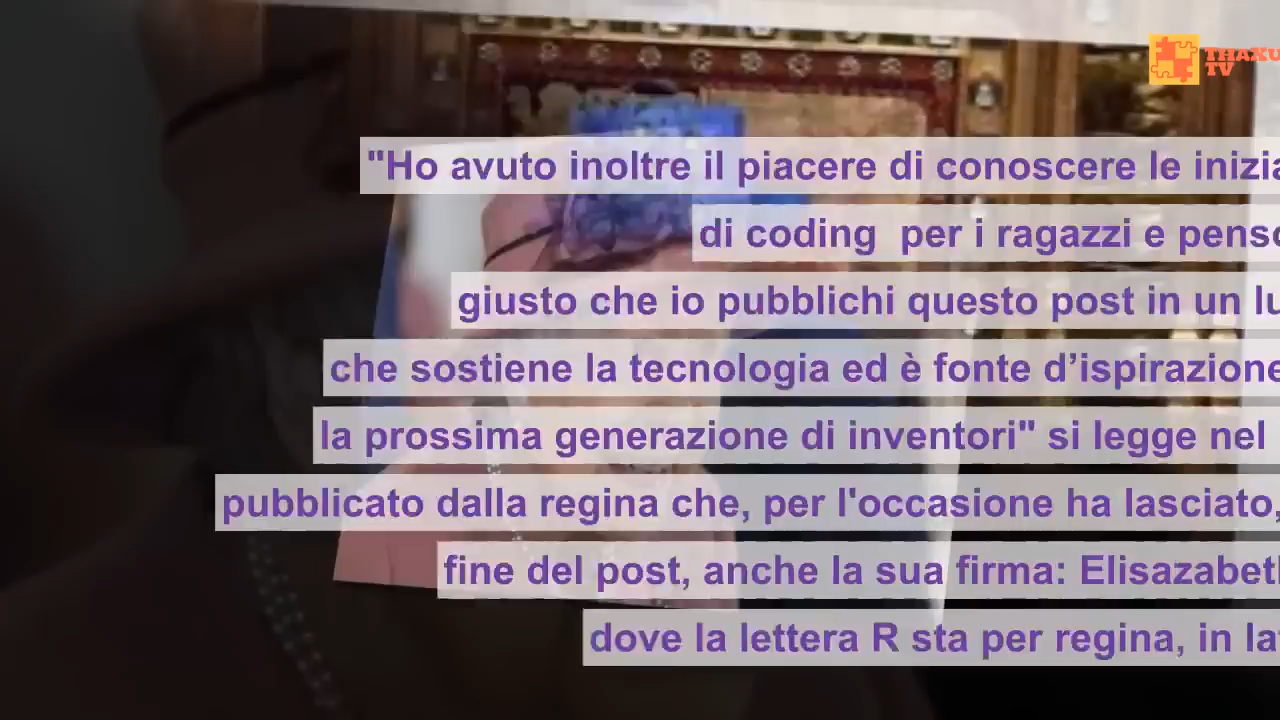 THAXU
TV
"Ho avuto inoltre il piacere di conoscere le inizia
di coding  per i ragazzi e penso
giusto che io pubblichi questo post in un lu
che sostiene la tecnologia ed è fonte d’ispirazione
la prossima generazione di inventori" si legge nel
pubblicato dalla regina che, per l'occasione ha lasciato,
fine del post, anche la sua firma: Elisazabeth
dove la lettera R sta per regina, in la